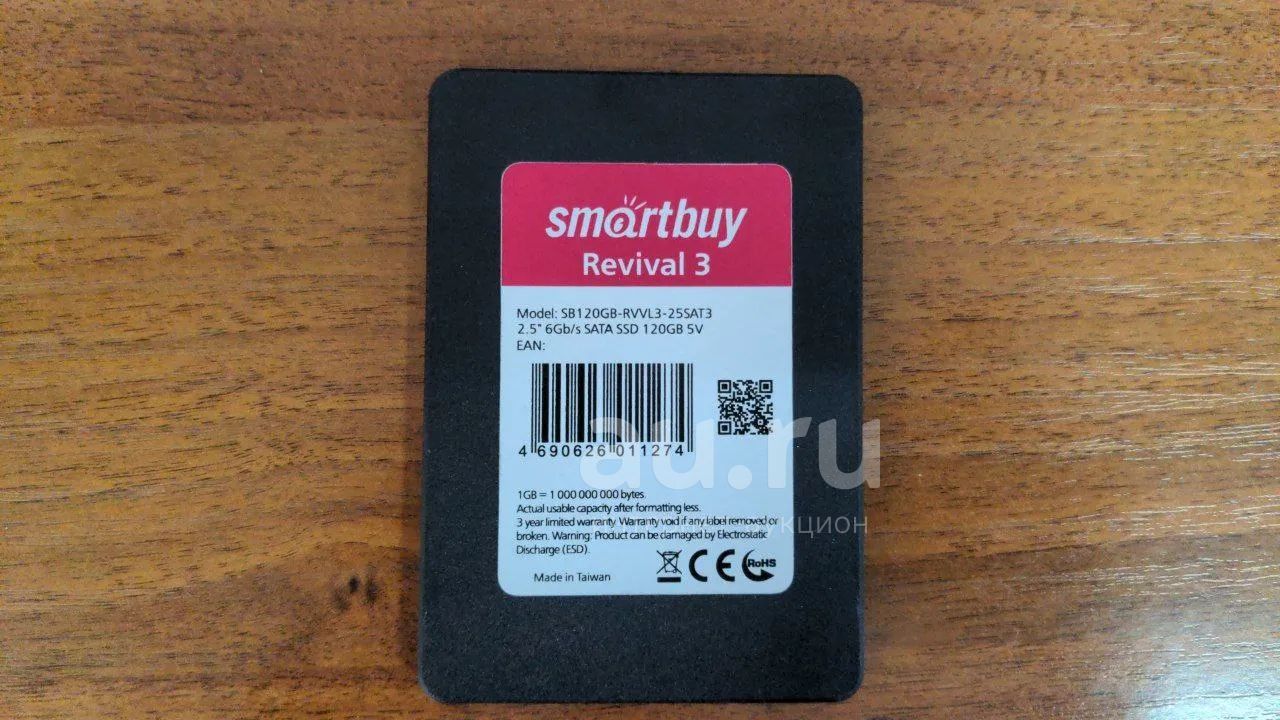 smartbuy
Revival 3
Model: SB120GB-RVVL3-25SAT3
2.5" 6Gb/s SATA SSD 120GB 5V
EAN:
4 690626 011274
au.ru
1GB = 1 000 000 000 bytes.
Actual usable capacity after formatting less.
3 year limited warranty. Warranty void if any label removed or
broken. Warning: Product can be damaged by Electrostatic
Discharge (ESD).
Made in Taiwan
CE
RoHS